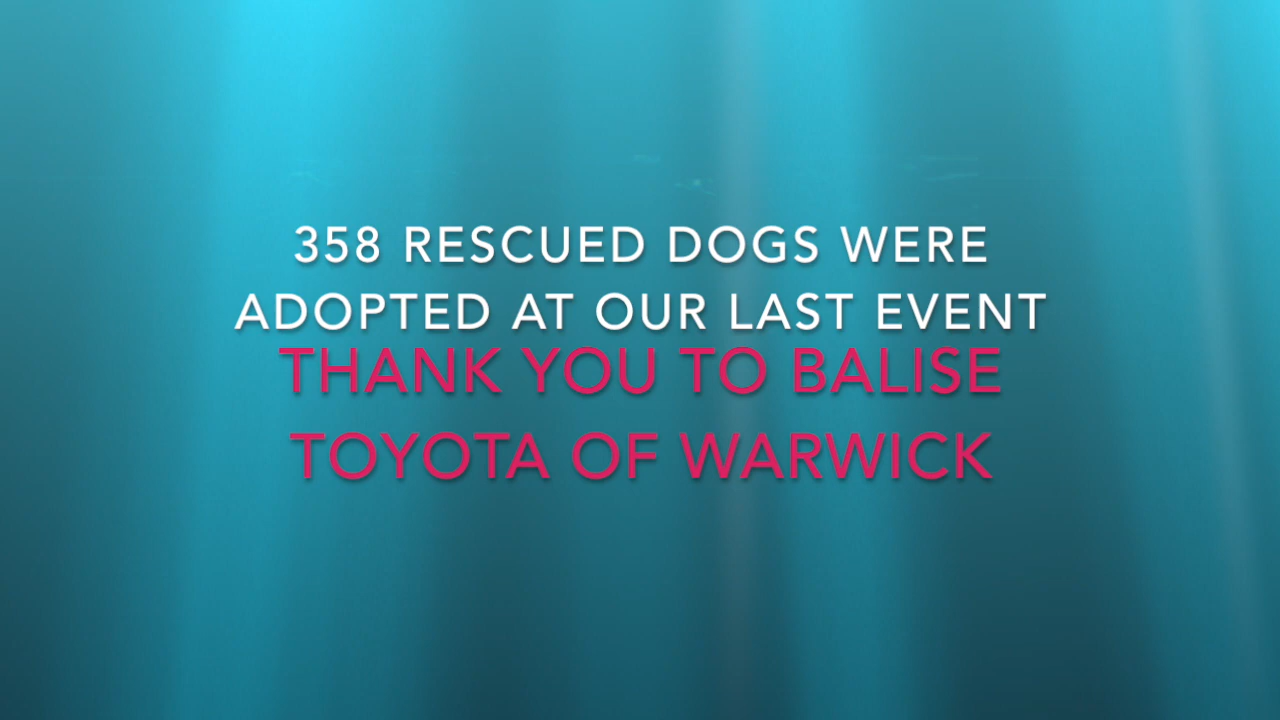 358 RESCUED DOGS WERE
ADOPTED AT OUR LAST EVENT
THANK YOU TO BALISE
TOYOTA OF WARWICK